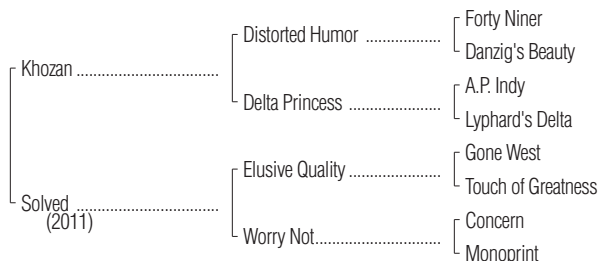 Forty Niner
Distorted Humor ..................
Danzig's Beauty
Khozan ...................................
A.P. Indy
Delta Princess ......................
Lyphard's Delta
Gone West
Elusive Quality ......................
Touch of Greatness
Solved ...................................
(2011)
Concern
Worry Not..............................
Monoprint